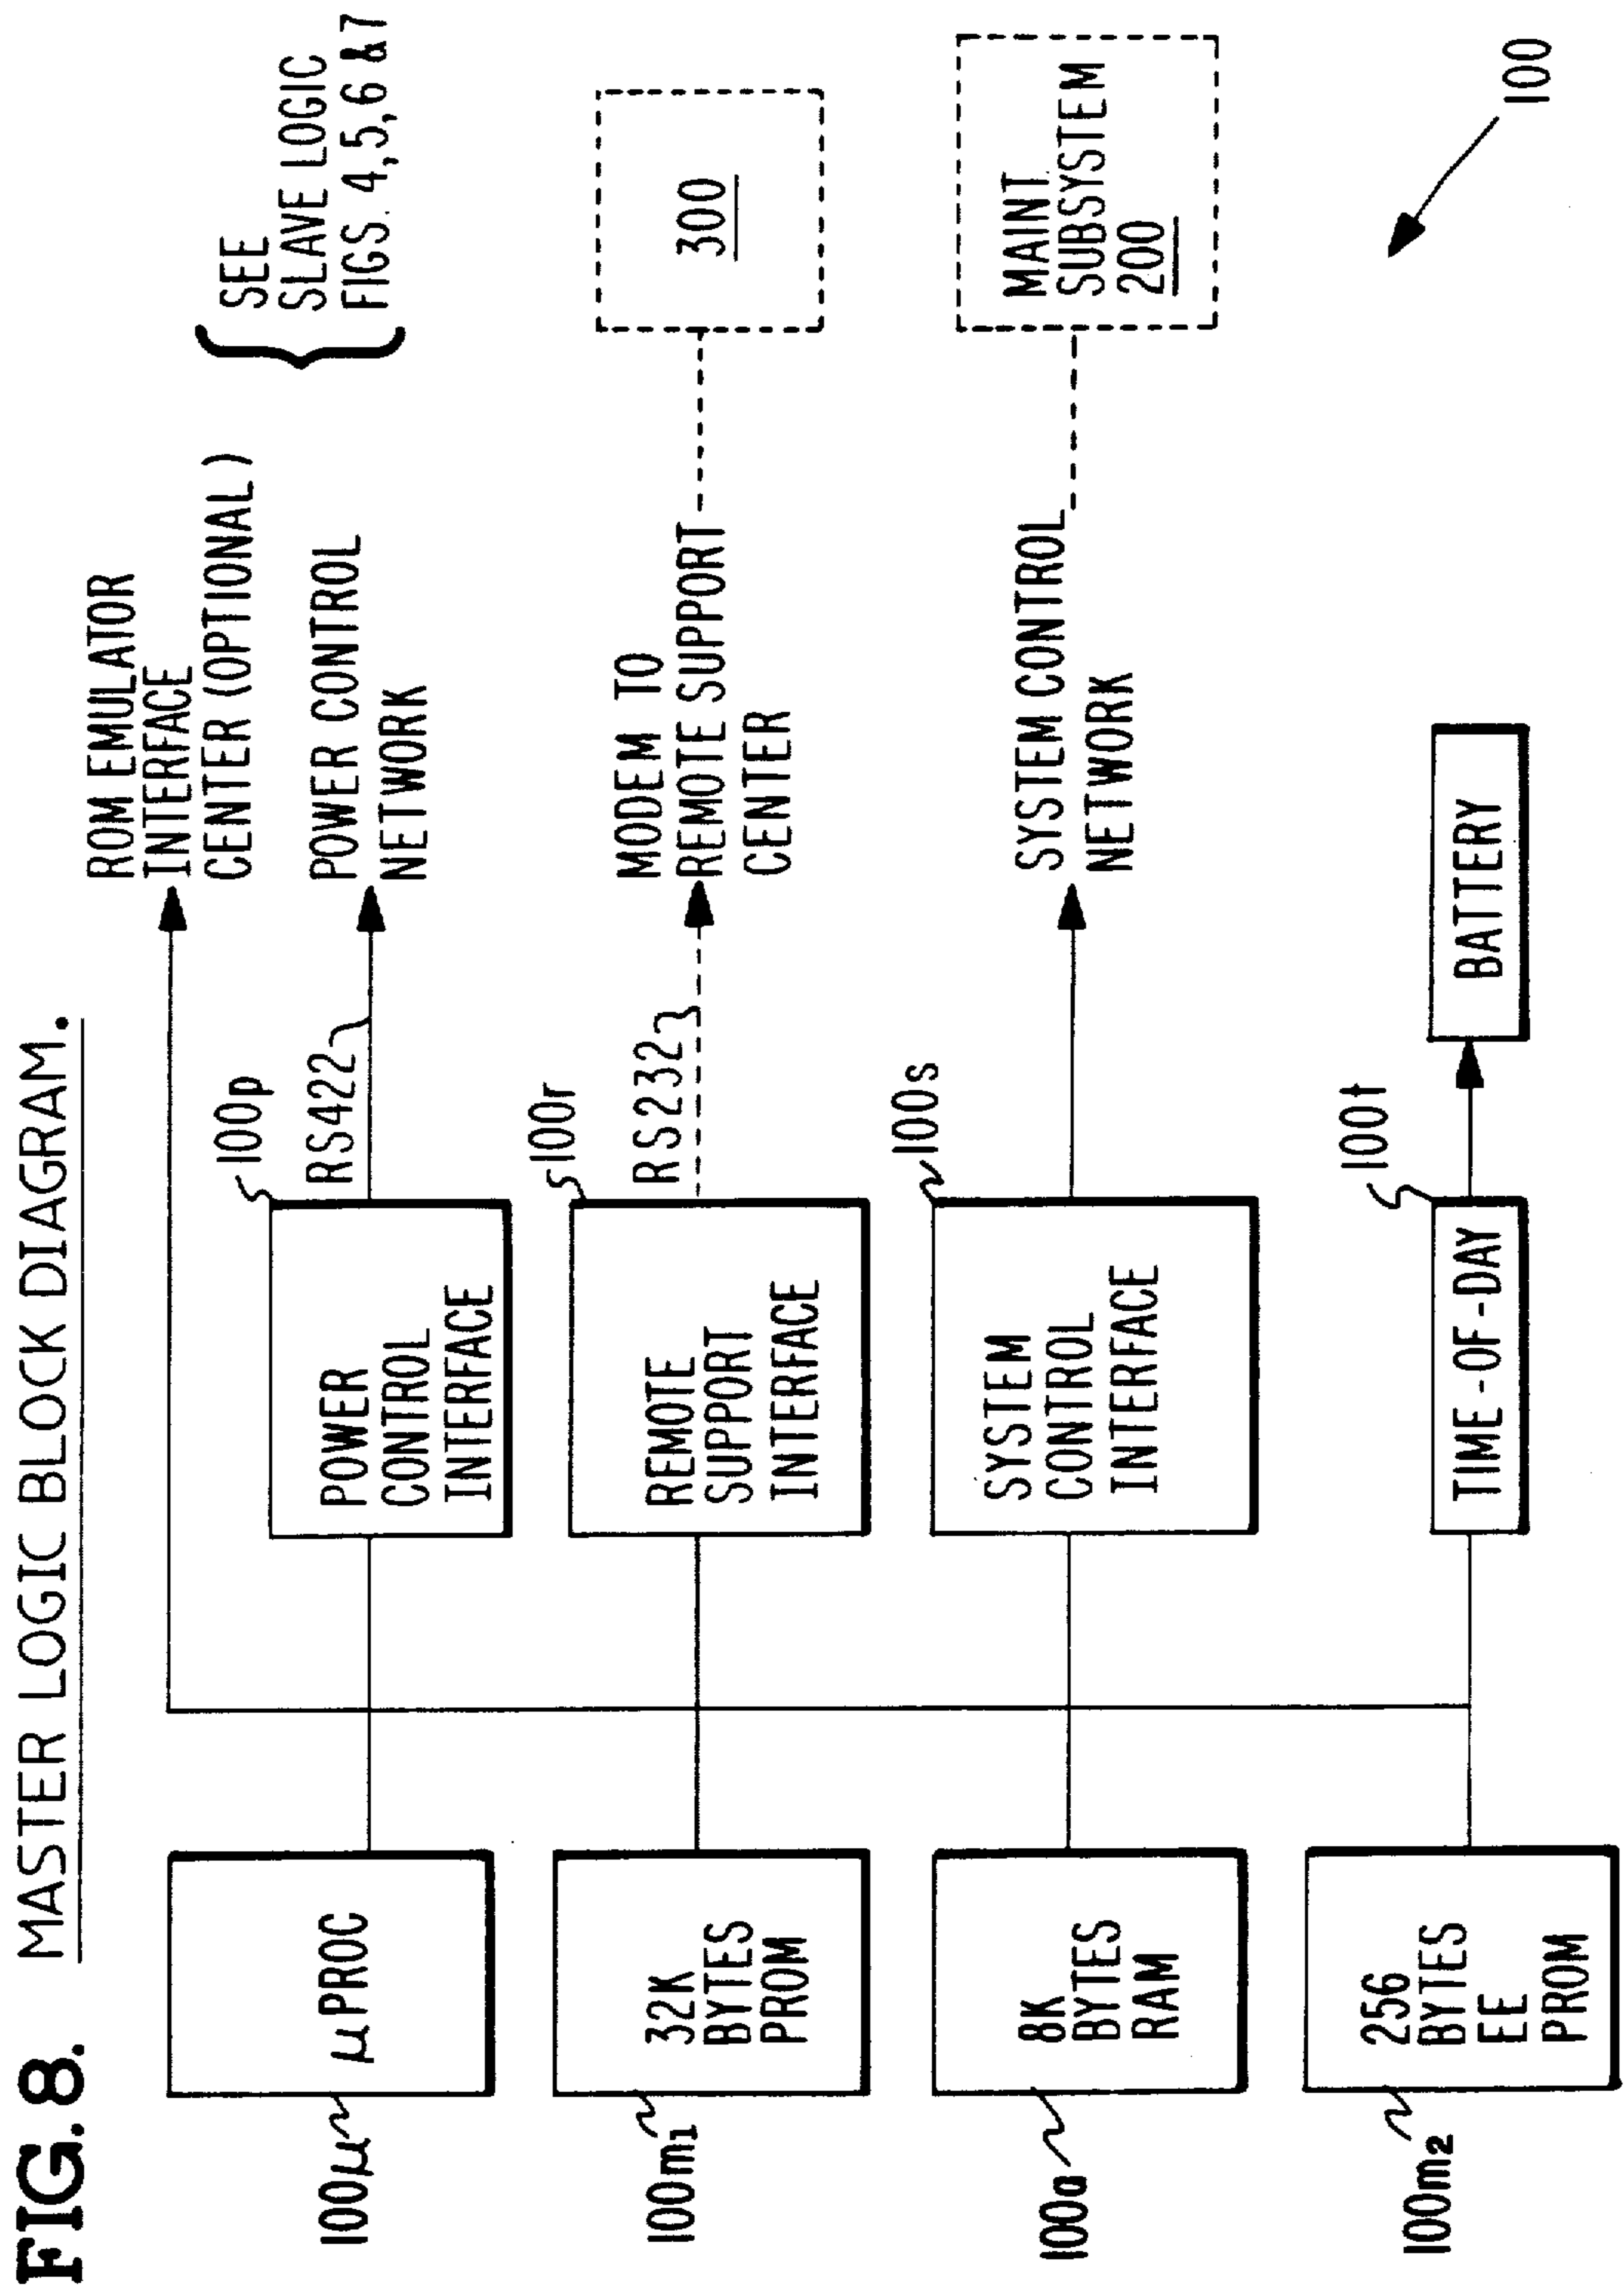 FIG. 8. MASTER LOGIC BLOCK DIAGRAM.
ROM EMULATOR
INTERFACE
CENTER (OPTIONAL)
SEE
SLAVE LOGIC
FIGS. 4,5,6 & 7
100μ
μPROC
100p
POWER
CONTROL
INTERFACE
RS422
POWER CONTROL
NETWORK
100m1
32K
BYTES
PROM
100r
REMOTE
SUPPORT
INTERFACE
RS232
MODEM TO
REMOTE SUPPORT
CENTER
300
100a
8K
BYTES
RAM
100s
SYSTEM
CONTROL
INTERFACE
SYSTEM CONTROL
NETWORK
MAINT.
SUBSYSTEM
200
100m2
256
BYTES
EE
PROM
100t
TIME-OF-DAY
BATTERY
100